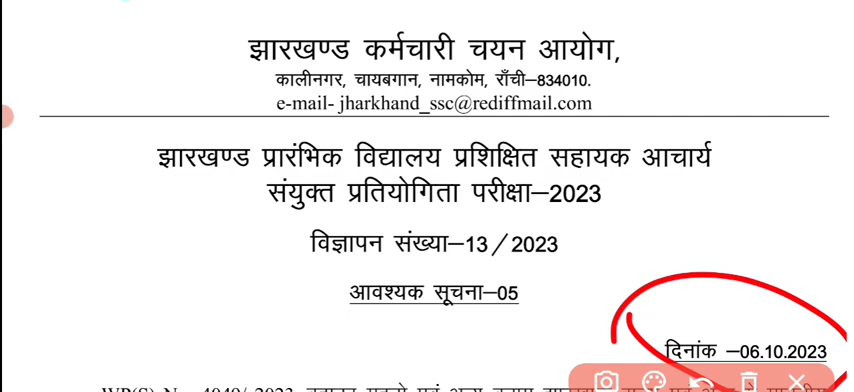 झारखण्ड कर्मचारी चयन आयोग,
कालीनगर, चायबगान, नामकोम, राँची–834010.
e-mail- jharkhand_ssc@rediffmail.com
झारखण्ड प्रारंभिक विद्यालय प्रशिक्षित सहायक आचार्य
संयुक्त प्रतियोगिता परीक्षा–2023
विज्ञापन संख्या–13/2023
आवश्यक सूचना–05
दिनांक –06.10.2023